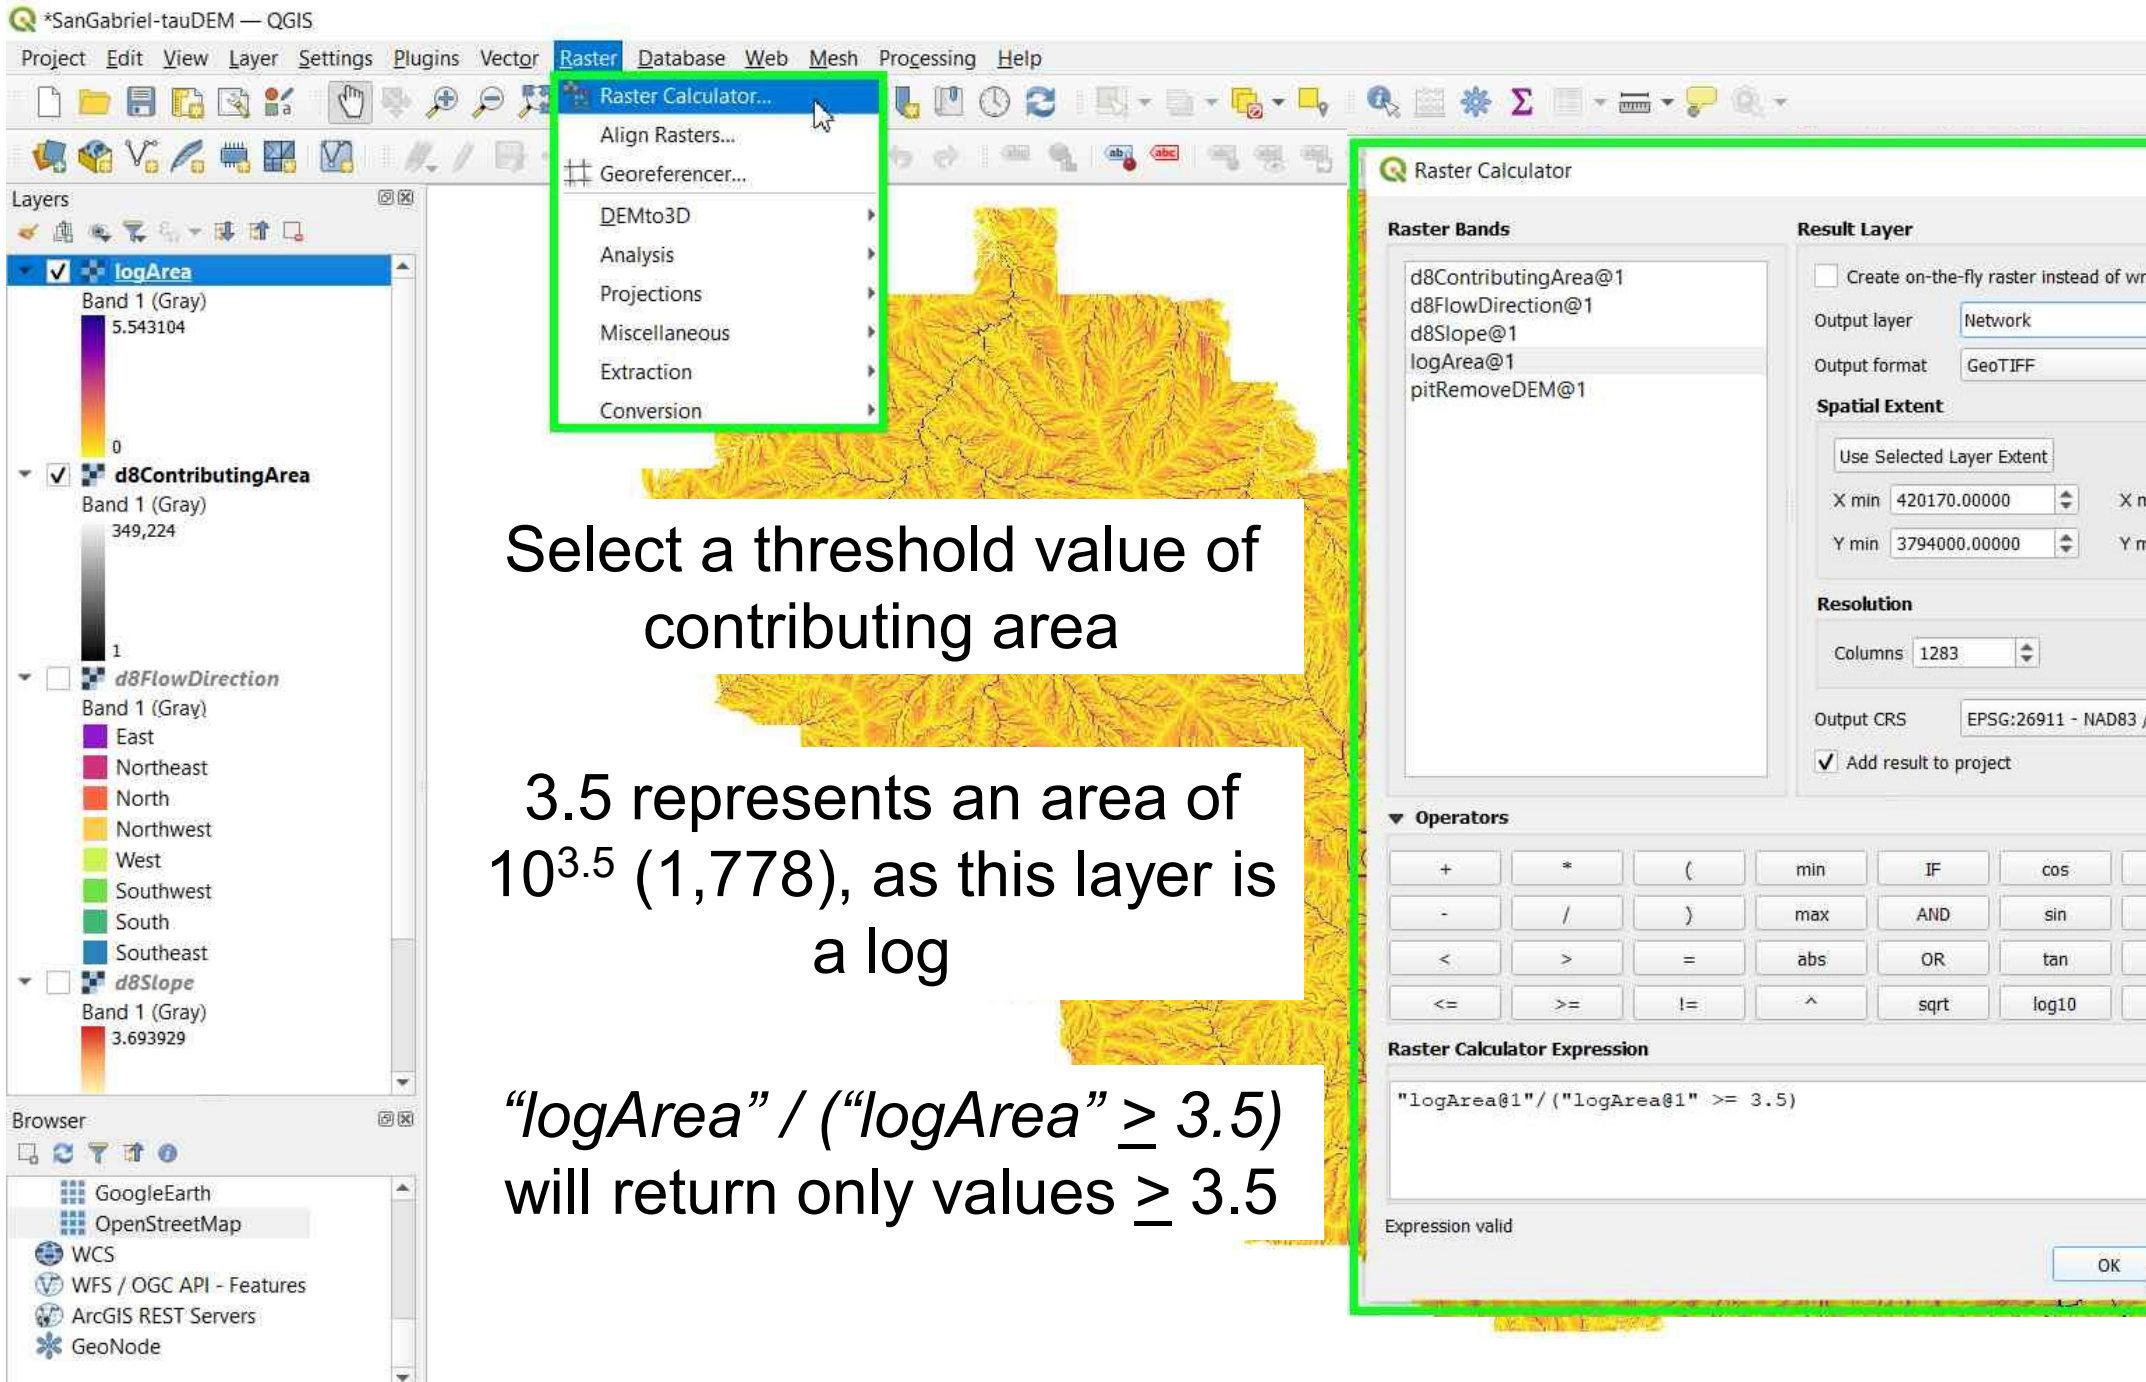 *SanGabriel-tauDEM — QGIS
Project Edit View Layer Settings Plugins Vector Raster Database Web Mesh Processing Help
Raster Calculator...
Align Rasters...
Georeferencer...
DEMto3D
Analysis
Projections
Miscellaneous
Extraction
Conversion
Layers
logArea
Band 1 (Gray)
5.543104
0
d8ContributingArea
Band 1 (Gray)
349,224
1
d8FlowDirection
Band 1 (Gray)
East
Northeast
North
Northwest
West
Southwest
South
Southeast
d8Slope
Band 1 (Gray)
3.693929
Browser
GoogleEarth
OpenStreetMap
WCS
WFS / OGC API - Features
ArcGIS REST Servers
GeoNode
Select a threshold value of
contributing area
3.5 represents an area of
10^3.5 (1,778), as this layer is
a log
“logArea” / (“logArea” ≥ 3.5)
will return only values ≥ 3.5
Raster Calculator
Raster Bands
d8ContributingArea@1
d8FlowDirection@1
d8Slope@1
logArea@1
pitRemoveDEM@1
Result Layer
Create on-the-fly raster instead of wr
Output layer Network
Output format GeoTIFF
Spatial Extent
Use Selected Layer Extent
X min 420170.00000 X m
Y min 3794000.00000 Y m
Resolution
Columns 1283
Output CRS EPSG:26911 - NAD83 /
Add result to project
Operators
+ * ( min IF cos
- / ) max AND sin
< > = abs OR tan
<= >= != ^ sqrt log10
Raster Calculator Expression
"logArea@1"/("logArea@1" >= 3.5)
Expression valid
OK